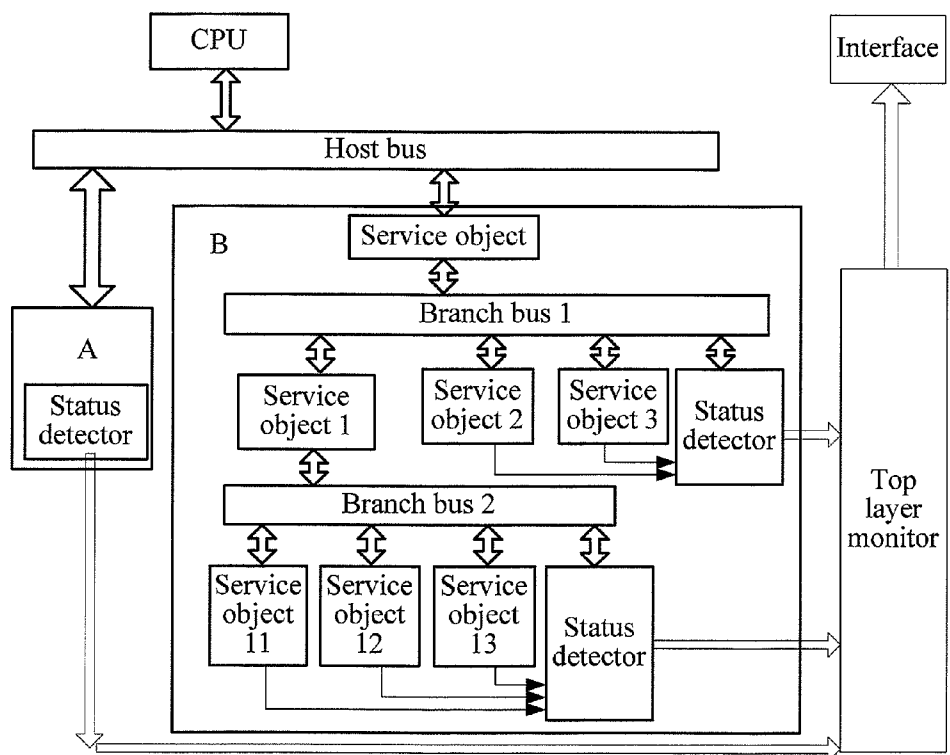 CPU
Interface
Host bus
B
Service object
Branch bus 1
A
Status
detector
Service
object 1
Service
object 2
Service
object 3
Status
detector
Top
layer
monitor
Branch bus 2
Service
object
11
Service
object
12
Service
object
13
Status
detector